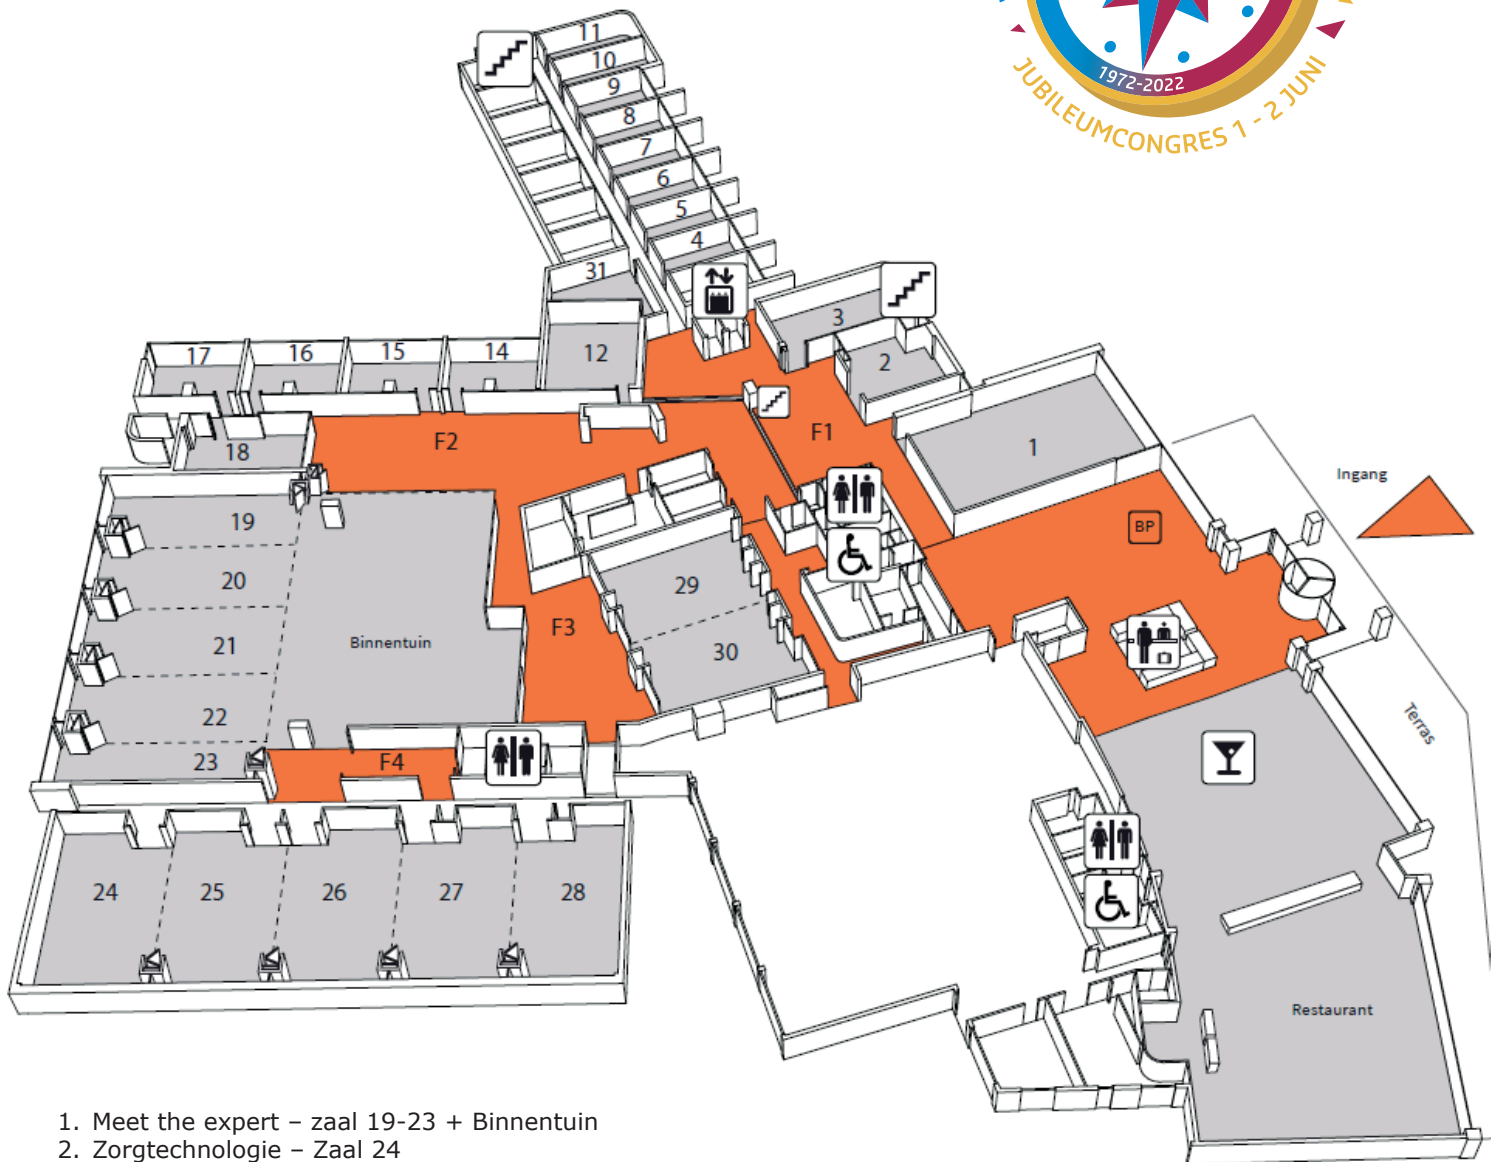 1972-2022
JUBILEUMCONGRES 1 - 2 JUNI
11
10
9
8
7
6
5
4
31
3
2
17
16
15
14
12
1
18
F2
F1
Ingang
BP
19
20
21
22
23
Binnentuin
29
30
F3
F4
Terras
24
25
26
27
28
Restaurant
1. Meet the expert – zaal 19-23 + Binnentuin
2. Zorgtechnologie – Zaal 24